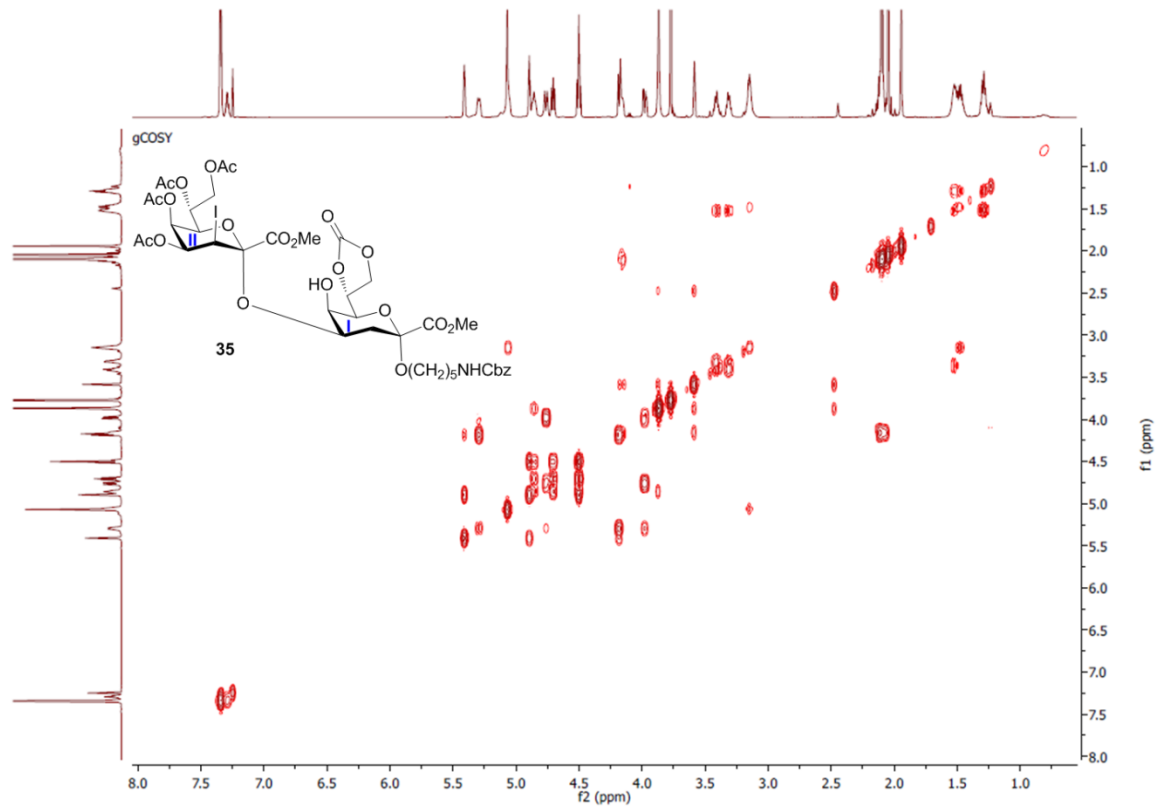 gCOSY
OAc
AcO
AcO
I
II
AcO
CO₂Me
O
O
O
O
O
HO
O
I
O
CO₂Me
35
O(CH₂)₅NHCbz
1.0
1.5
2.0
2.5
3.0
3.5
4.0
4.5
5.0
5.5
6.0
6.5
7.0
7.5
8.0
f1 (ppm)
8.0 7.5 7.0 6.5 6.0 5.5 5.0 4.5 4.0 3.5 3.0 2.5 2.0 1.5 1.0
f2 (ppm)